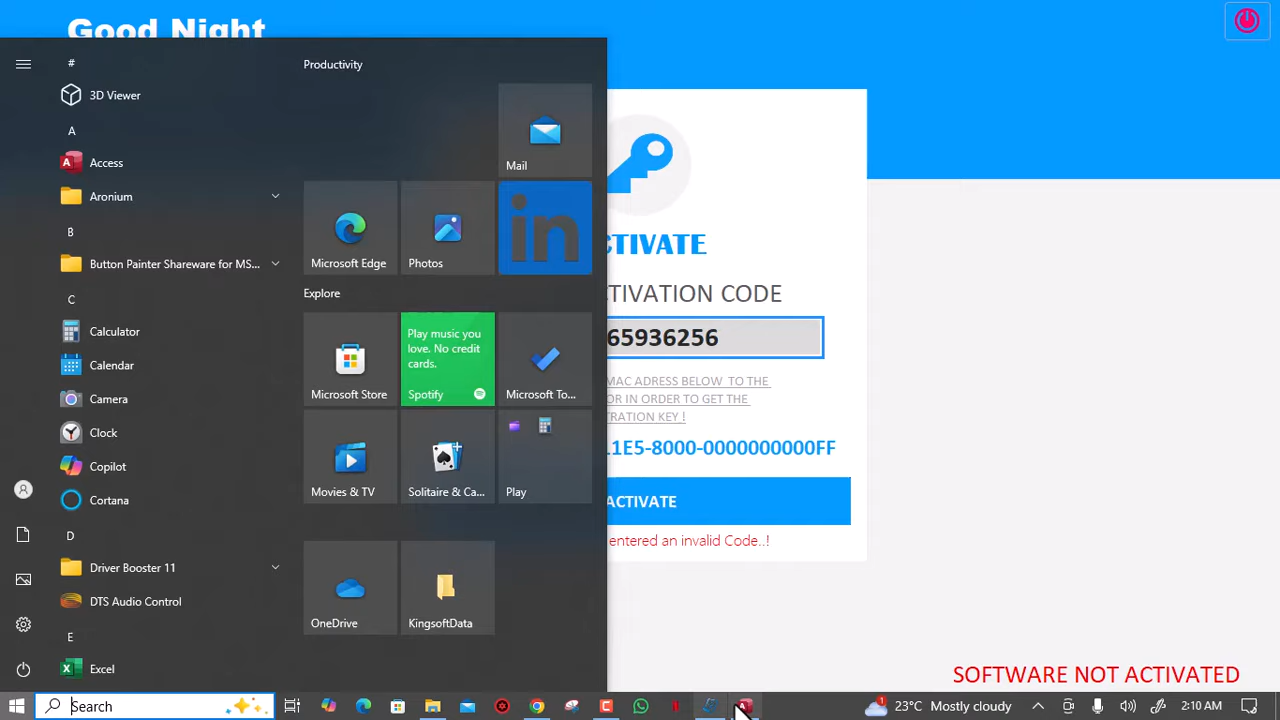 Good Night
#
3D Viewer
A
Access
Aronium
B
Button Painter Shareware for MS...
C
Calculator
Calendar
Camera
Clock
Copilot
Cortana
D
Driver Booster 11
DTS Audio Control
E
Excel
Productivity
Mail
Microsoft Edge
Photos
in
Explore
Microsoft Store
Play music you
love. No credit
cards.
Spotify
Microsoft To...
Movies & TV
Solitaire & Ca...
Play
OneDrive
KingsoftData
CTIVATE
TIVATION CODE
65936256
MAC ADRESS BELOW TO THE
OR IN ORDER TO GET THE
TRATION KEY !
1E5-8000-0000000000FF
ACTIVATE
entered an invalid Code..!
SOFTWARE NOT ACTIVATED
Search
1
23°C Mostly cloudy
2:10 AM